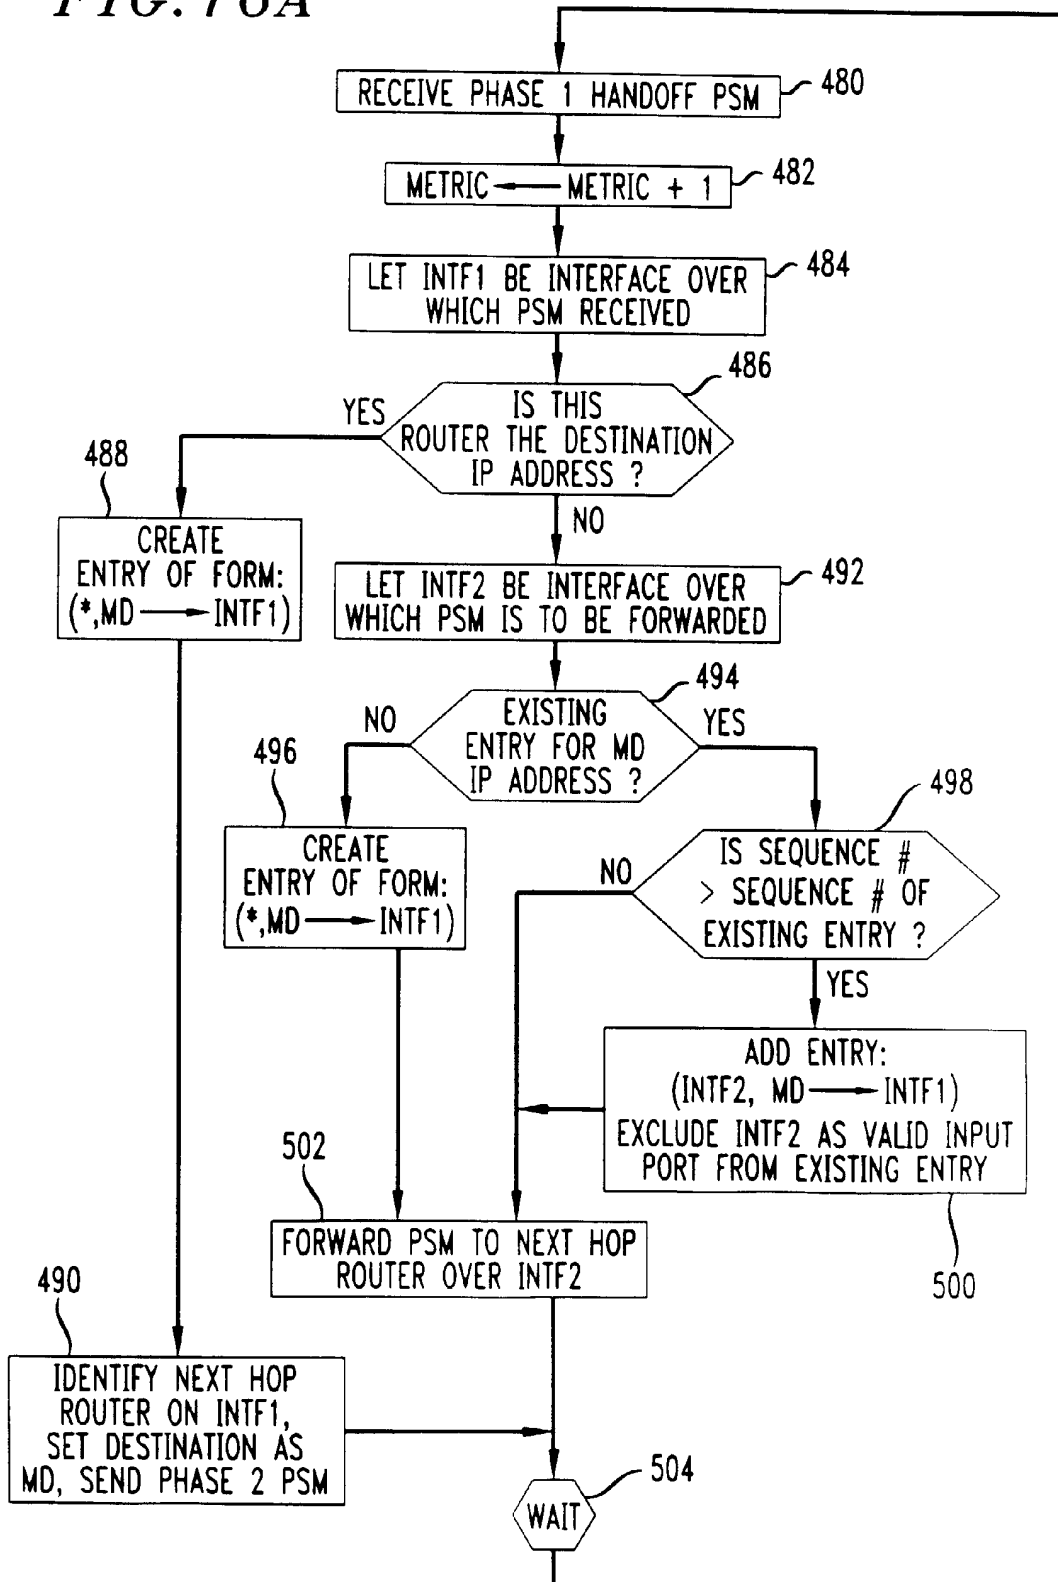 FIG. 16A
RECEIVE PHASE 1 HANDOFF PSM
480
METRIC ← METRIC + 1
482
LET INTF1 BE INTERFACE OVER
WHICH PSM RECEIVED
484
IS THIS
ROUTER THE DESTINATION
IP ADDRESS ?
486
YES
NO
488
CREATE
ENTRY OF FORM:
(*,MD → INTF1)
LET INTF2 BE INTERFACE OVER
WHICH PSM IS TO BE FORWARDED
492
EXISTING
ENTRY FOR MD
IP ADDRESS ?
494
NO
YES
496
CREATE
ENTRY OF FORM:
(*,MD → INTF1)
IS SEQUENCE #
> SEQUENCE # OF
EXISTING ENTRY ?
498
NO
YES
ADD ENTRY:
(INTF2, MD → INTF1)
EXCLUDE INTF2 AS VALID INPUT
PORT FROM EXISTING ENTRY
500
502
FORWARD PSM TO NEXT HOP
ROUTER OVER INTF2
490
IDENTIFY NEXT HOP
ROUTER ON INTF1,
SET DESTINATION AS
MD, SEND PHASE 2 PSM
WAIT
504